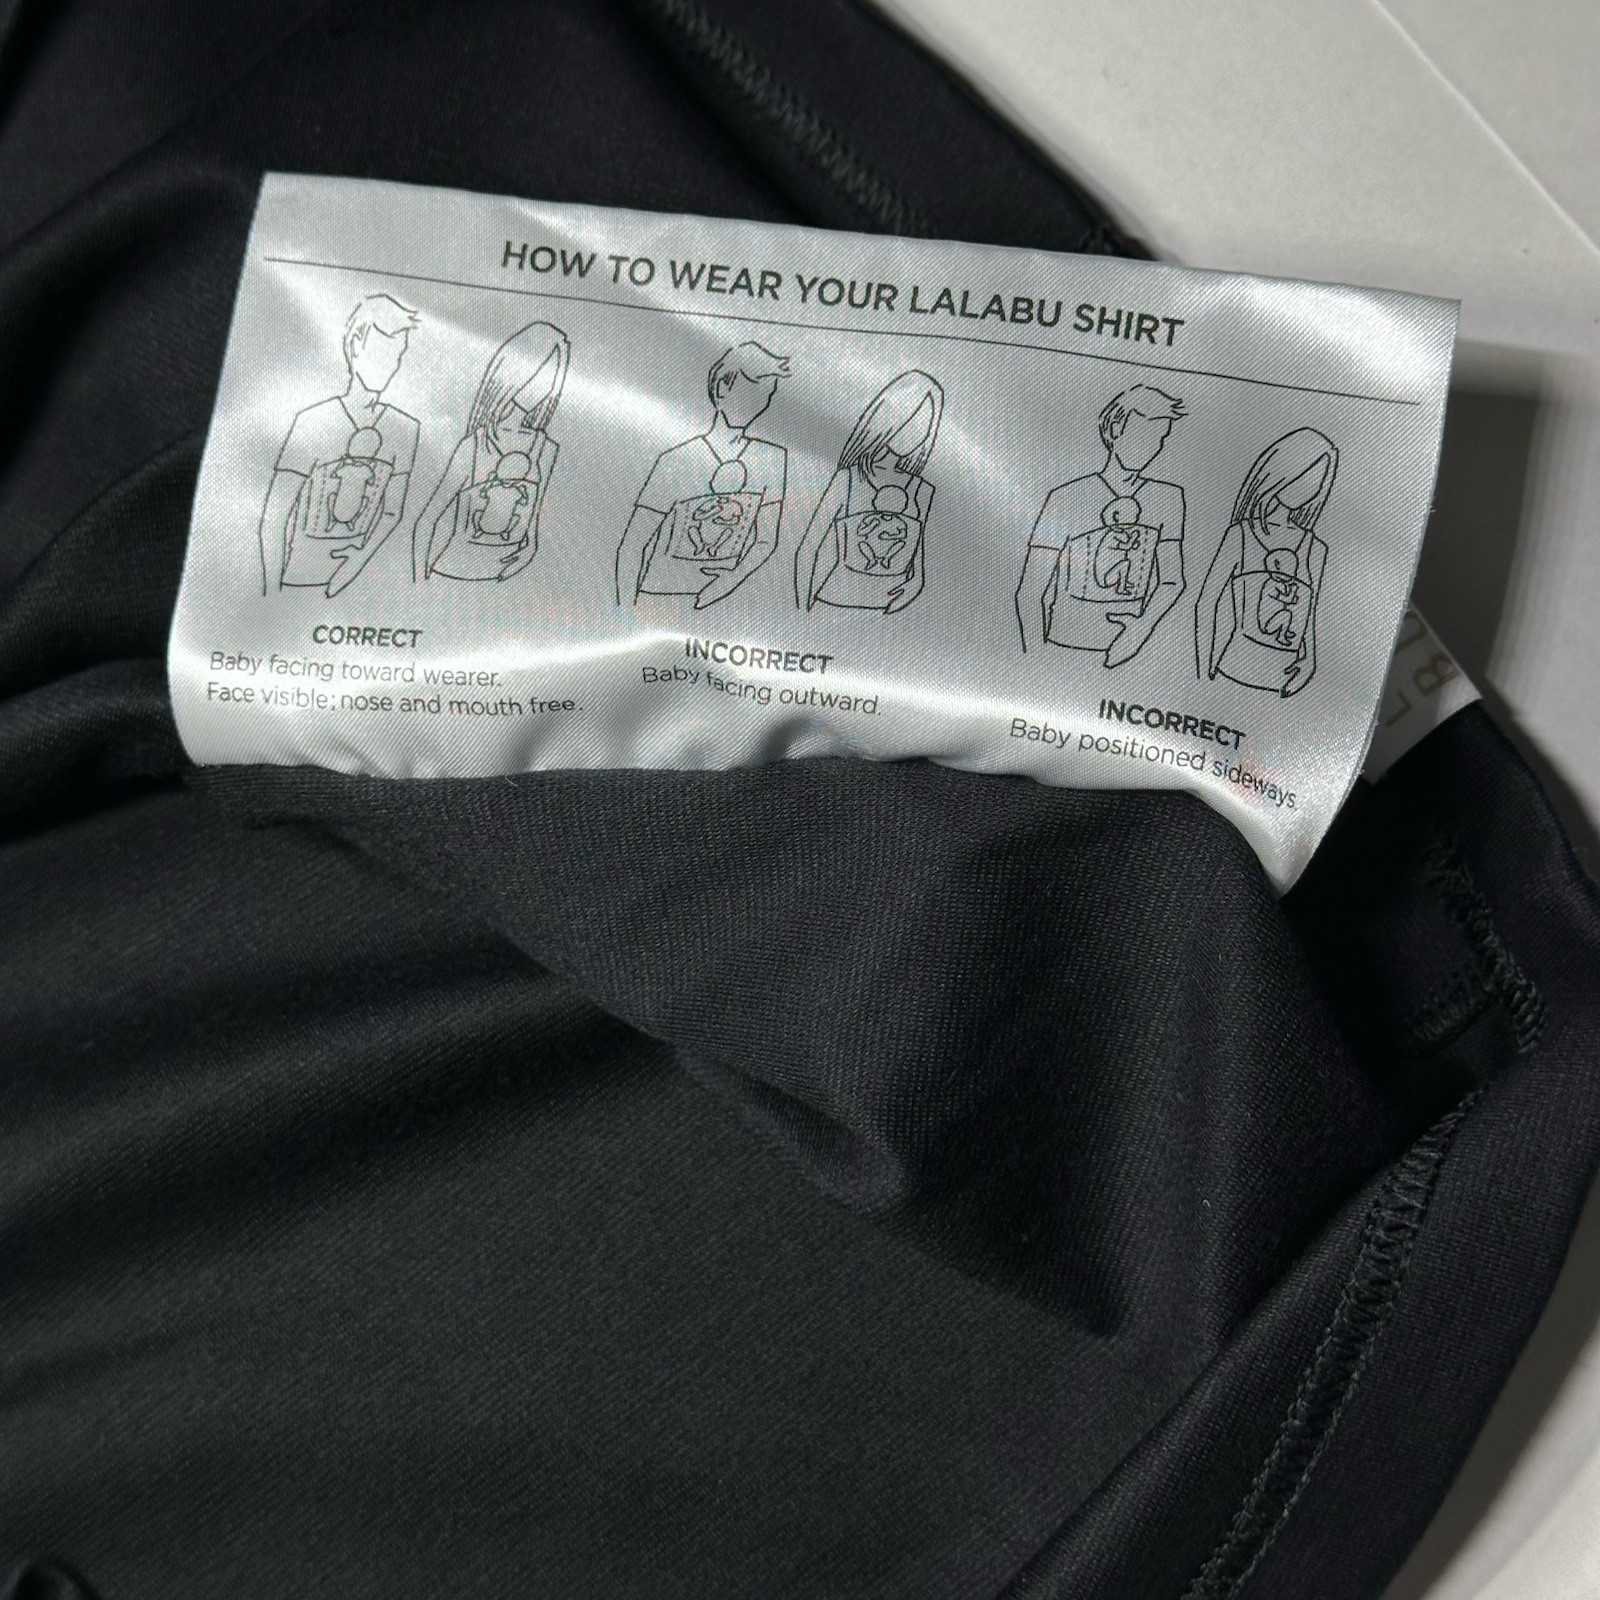 HOW TO WEAR YOUR LALABU SHIRT
CORRECT
Baby facing toward wearer.
Face visible; nose and mouth free.
INCORRECT
Baby facing outward.
INCORRECT
Baby positioned sideways